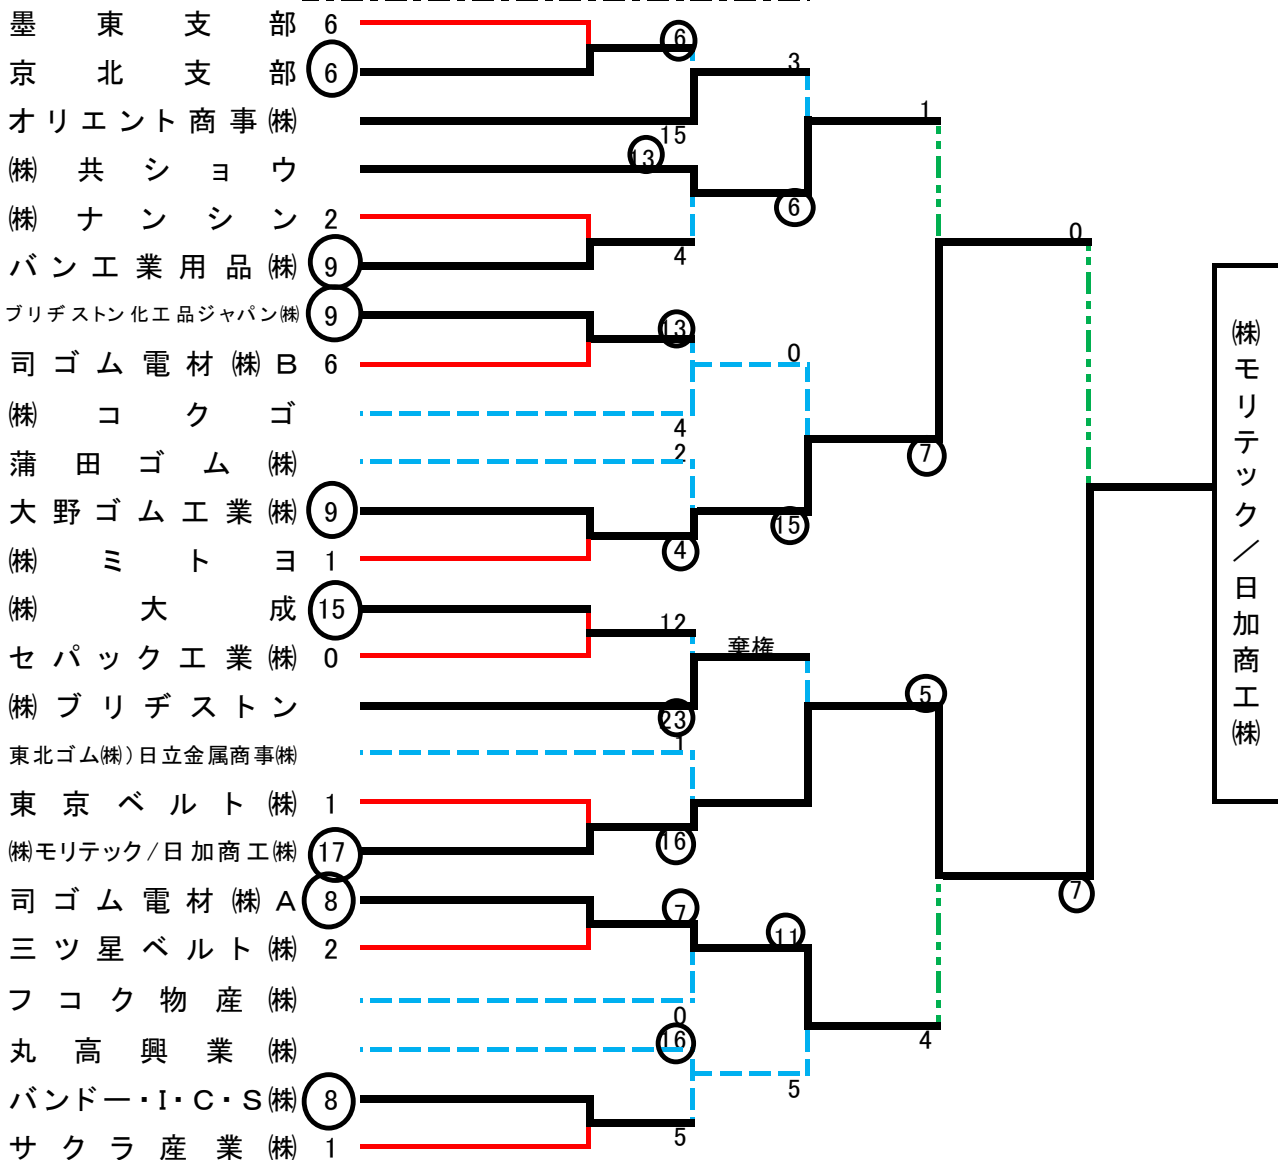 墨東支部 6
京北支部 6
オリエント商事㈱
㈱共ショウ
㈱ナンシン 2
バン工業用品㈱ 9
ブリヂストン化工品ジャパン㈱ 9
司ゴム電材㈱B 6
㈱コクゴ
蒲田ゴム㈱
大野ゴム工業㈱ 9
㈱ミトヨ 1
㈱大成 15
セパック工業㈱ 0
㈱ブリヂストン
東北ゴム㈱)日立金属商事㈱
東京ベルト㈱ 1
㈱モリテック/日加商工㈱ 17
司ゴム電材㈱A 8
三ツ星ベルト㈱ 2
フコク物産㈱
丸高興業㈱
バンドー・I・C・S㈱ 8
サクラ産業㈱ 1
6
15
13
4
13
4
2
4
12
23
1
16
7
0
16
5
3
6
0
15
棄権
11
5
1
7
5
4
0
7
㈱モリテック/日加商工㈱